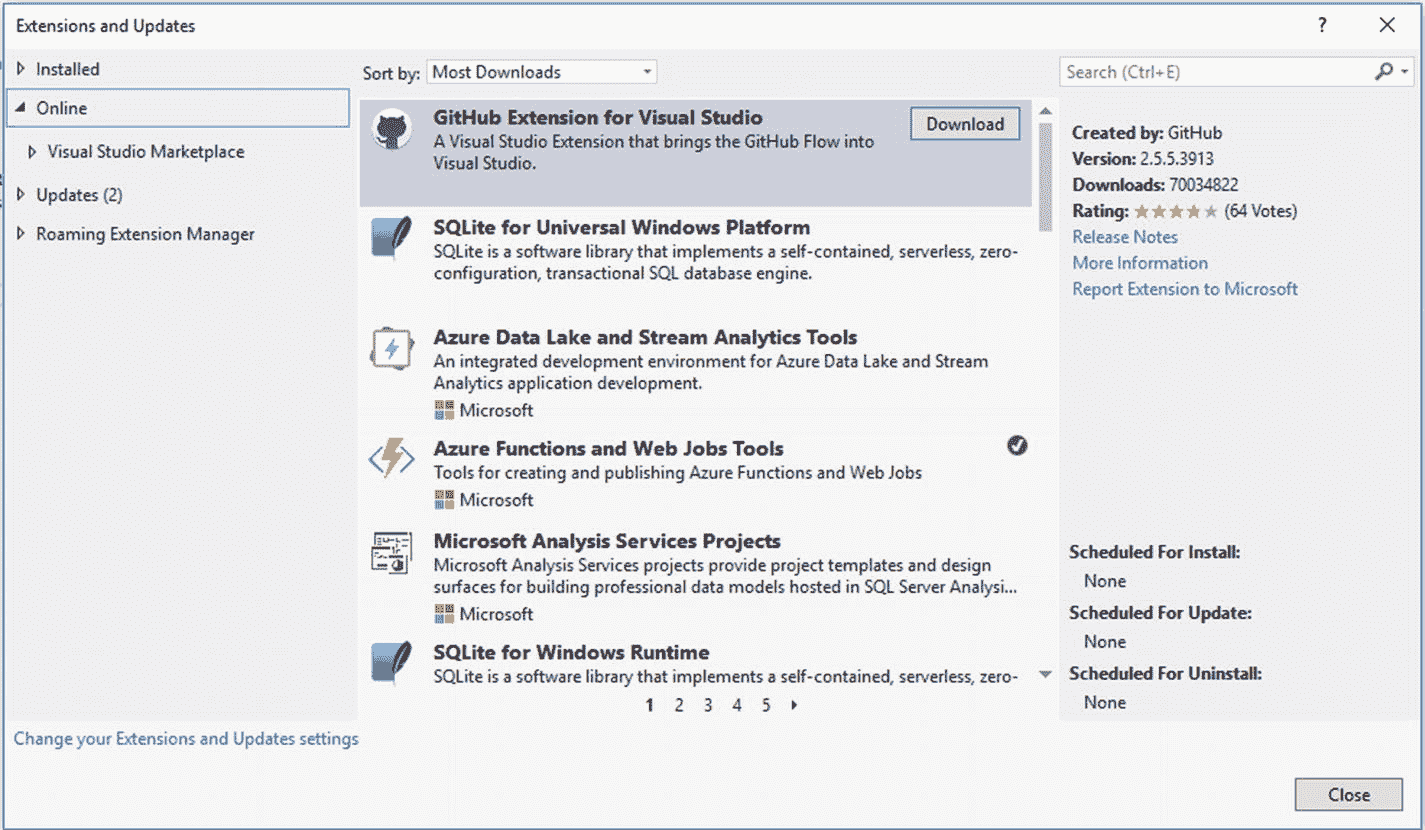 Extensions and Updates
?
Installed
Online
Visual Studio Marketplace
Updates (2)
Roaming Extension Manager
Change your Extensions and Updates settings
Sort by: Most Downloads
GitHub Extension for Visual Studio
Download
A Visual Studio Extension that brings the GitHub Flow into
Visual Studio.
SQLite for Universal Windows Platform
SQLite is a software library that implements a self-contained, serverless, zero-
configuration, transactional SQL database engine.
Azure Data Lake and Stream Analytics Tools
An integrated development environment for Azure Data Lake and Stream
Analytics application development.
Microsoft
Azure Functions and Web Jobs Tools
Tools for creating and publishing Azure Functions and Web Jobs
Microsoft
Microsoft Analysis Services Projects
Microsoft Analysis Services projects provide project templates and design
surfaces for building professional data models hosted in SQL Server Analysi...
Microsoft
SQLite for Windows Runtime
SQLite is a software library that implements a self-contained, serverless, zero-
1 2 3 4 5
Search (Ctrl+E)
Created by: GitHub
Version: 2.5.5.3913
Downloads: 70034822
Rating: (64 Votes)
Release Notes
More Information
Report Extension to Microsoft
Scheduled For Install:
None
Scheduled For Update:
None
Scheduled For Uninstall:
None
Close